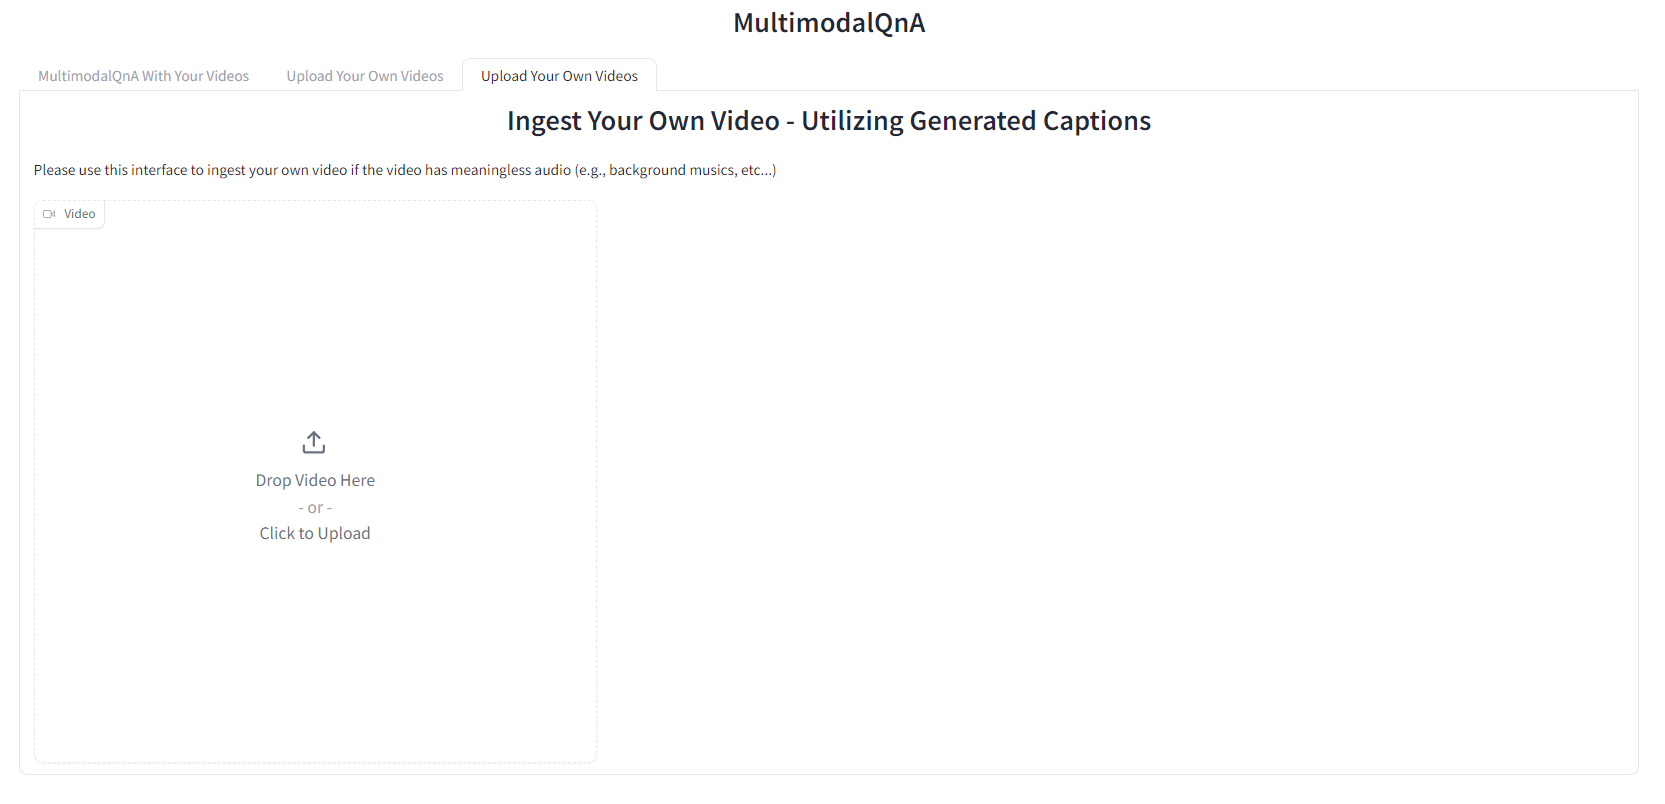 MultimodalQnA
MultimodalQnA With Your Videos
Upload Your Own Videos
Upload Your Own Videos
Ingest Your Own Video - Utilizing Generated Captions
Please use this interface to ingest your own video if the video has meaningless audio (e.g., background musics, etc...)
Video
Drop Video Here
- or -
Click to Upload